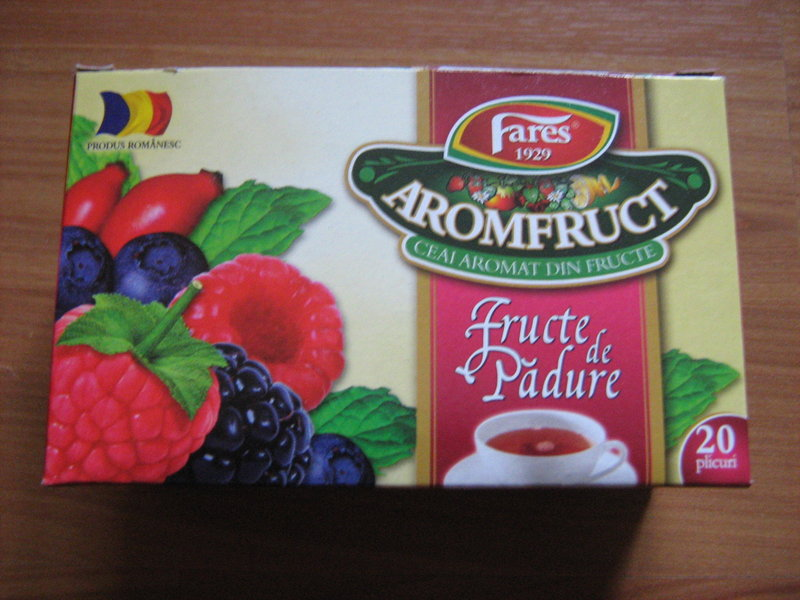 PRODUS ROMÂNESC
Fares®
1929
AROMFRUCT
CEAI AROMAT DIN FRUCTE
Fructe
de
Pădure
20
plicuri